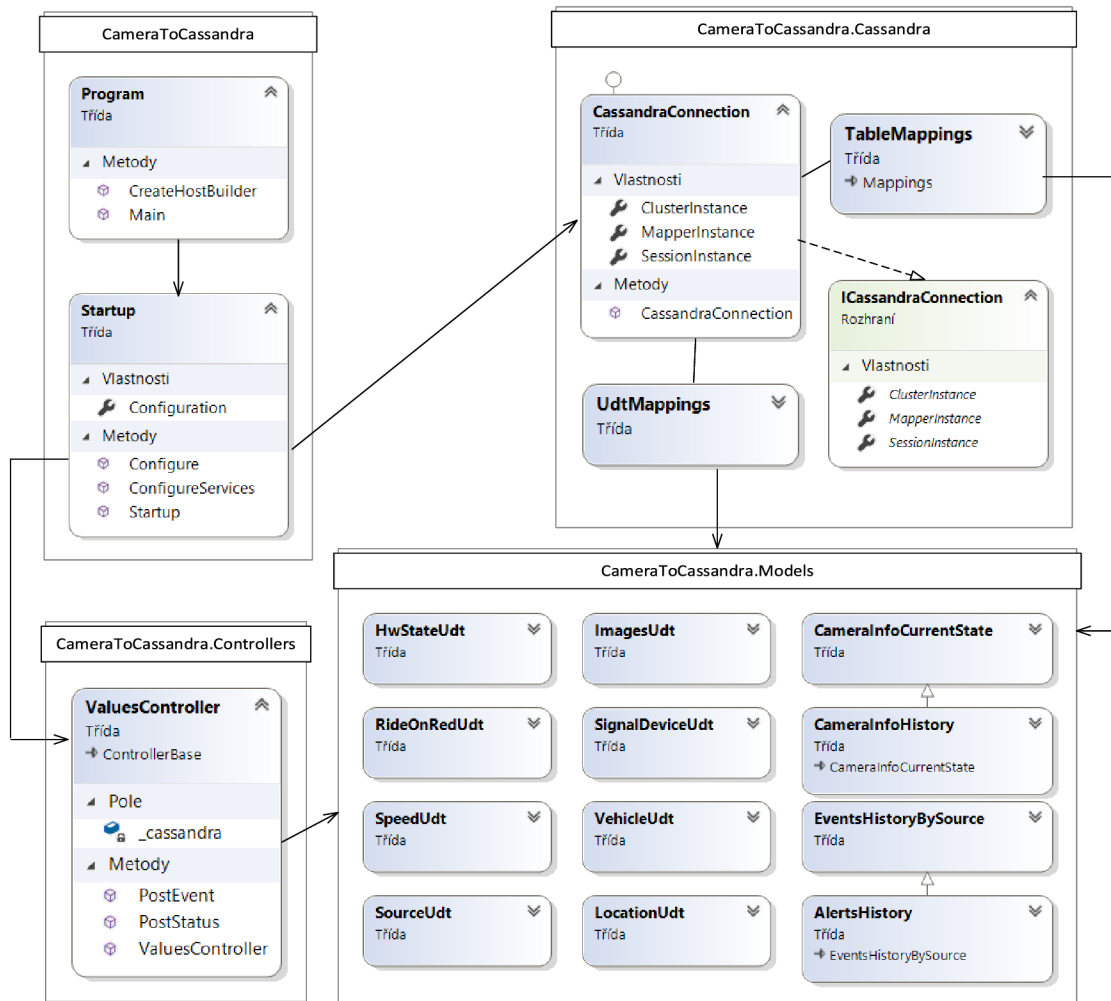 CameraToCassandra
Program
Třída
Metody
CreateHostBuilder
Main
Startup
Třída
Vlastnosti
Configuration
Metody
Configure
ConfigureServices
Startup
CameraToCassandra.Cassandra
CassandraConnection
Třída
Vlastnosti
ClusterInstance
MapperInstance
SessionInstance
Metody
CassandraConnection
TableMappings
Třída
Mappings
ICassandraConnection
Rozhraní
Vlastnosti
ClusterInstance
MapperInstance
SessionInstance
UdtMappings
Třída
CameraToCassandra.Controllers
ValuesController
Třída
ControllerBase
Pole
_cassandra
Metody
PostEvent
PostStatus
ValuesController
CameraToCassandra.Models
HwStateUdt
Třída
ImagesUdt
Třída
CameraInfoCurrentState
Třída
RideOnRedUdt
Třída
SignalDeviceUdt
Třída
CameraInfoHistory
Třída
CameraInfoCurrentState
SpeedUdt
Třída
VehicleUdt
Třída
EventsHistoryBySource
Třída
SourceUdt
Třída
LocationUdt
Třída
AlertsHistory
Třída
EventsHistoryBySource